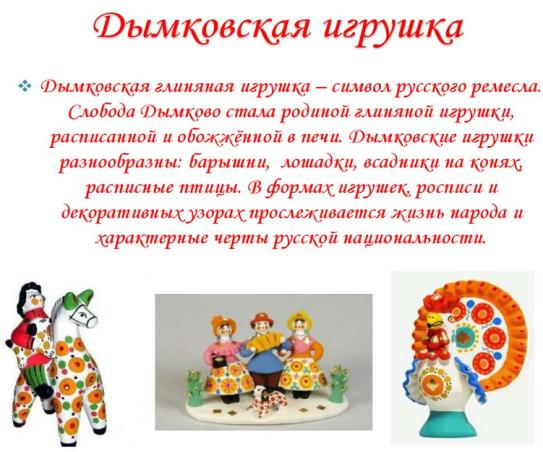 Дымковская игрушка
Дымковская глиняная игрушка – символ русского ремесла.
Слобода Дымково стала родиной глиняной игрушки,
расписанной и обожжённой в печи. Дымковские игрушки
разнообразны: барышни, лошадки, всадники на конях,
расписные птицы. В формах игрушек, росписи и
декоративных узорах прослеживается жизнь народа и
характерные черты русской национальности.